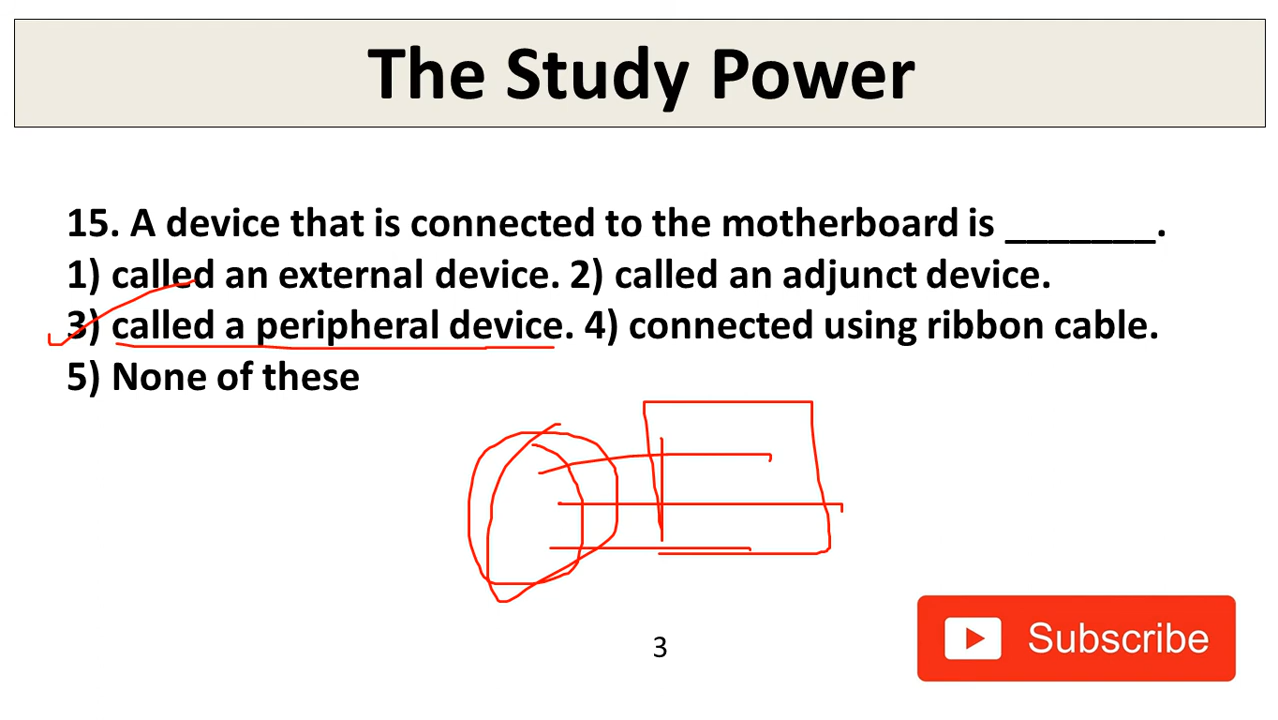 The Study Power
15. A device that is connected to the motherboard is _______.
1) called an external device. 2) called an adjunct device.
3) called a peripheral device. 4) connected using ribbon cable.
5) None of these
3
Subscribe